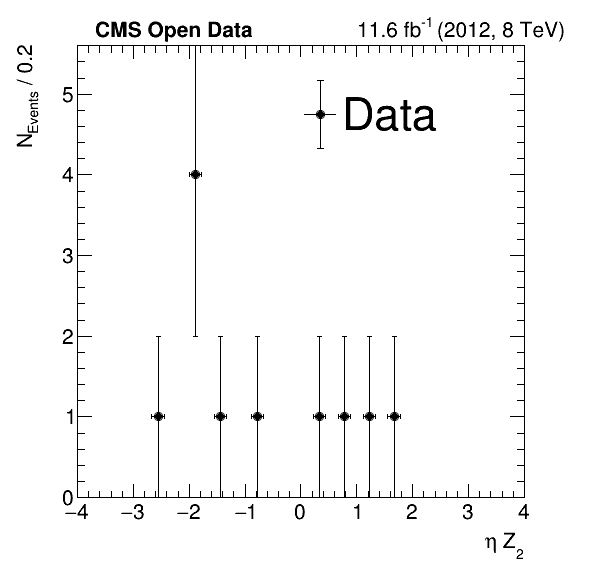 CMS Open Data 11.6 fb⁻¹ (2012, 8 TeV)
N_Events / 0.2
Data
5
4
3
2
1
0
−4 −3 −2 −1 0 1 2 3 4
η Z₂